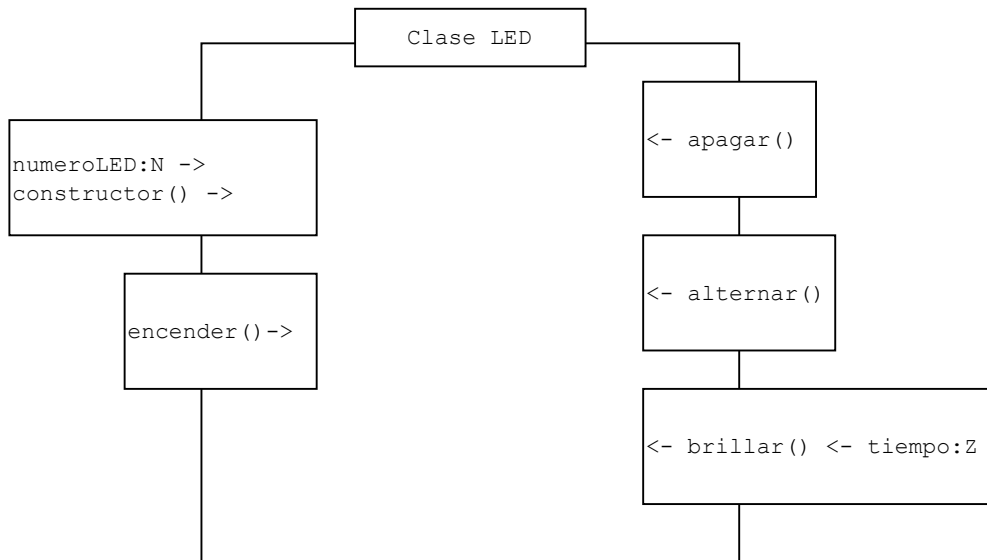 Clase LED
numeroLED:N ->
constructor() ->
encender()->
<- apagar()
<- alternar()
<- brillar() <- tiempo:Z